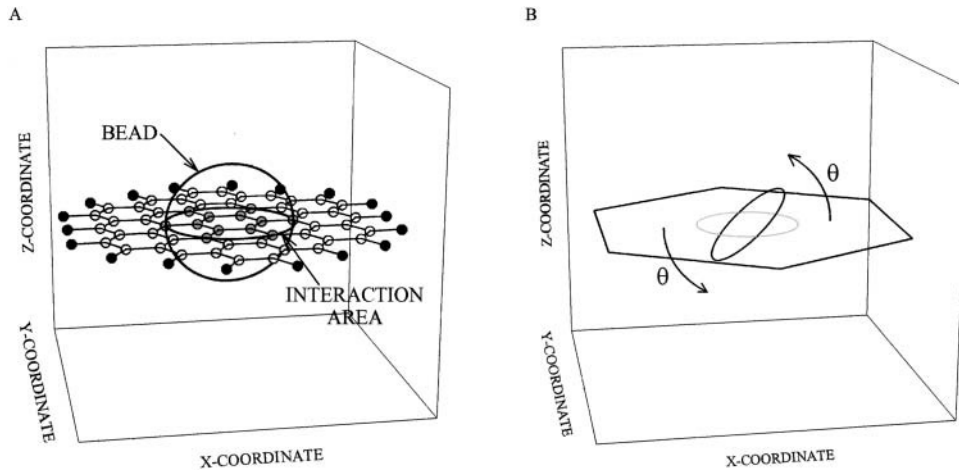 A
B
BEAD
INTERACTION
AREA
Z-COORDINATE
Y-COORDINATE
X-COORDINATE
θ
θ
Z-COORDINATE
Y-COORDINATE
X-COORDINATE